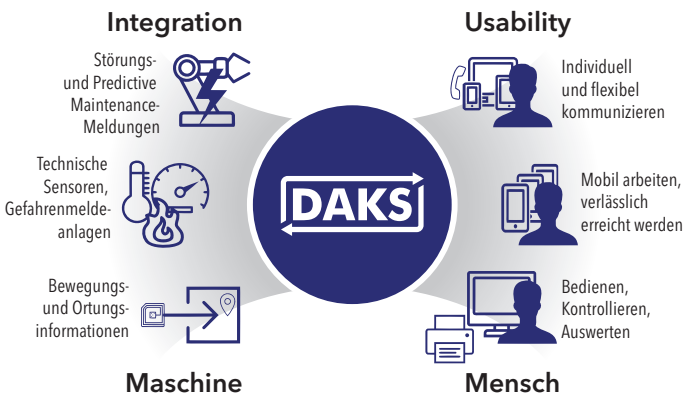 Integration
Störungs-
und Predictive
Maintenance-
Meldungen
Technische
Sensoren,
Gefahrenmelde-
anlagen
Bewegungs-
und Ortungs-
informationen
Maschine
DAKS
Usability
Individuell
und flexibel
kommunizieren
Mobil arbeiten,
verlässlich
erreicht werden
Bedienen,
Kontrollieren,
Auswerten
Mensch